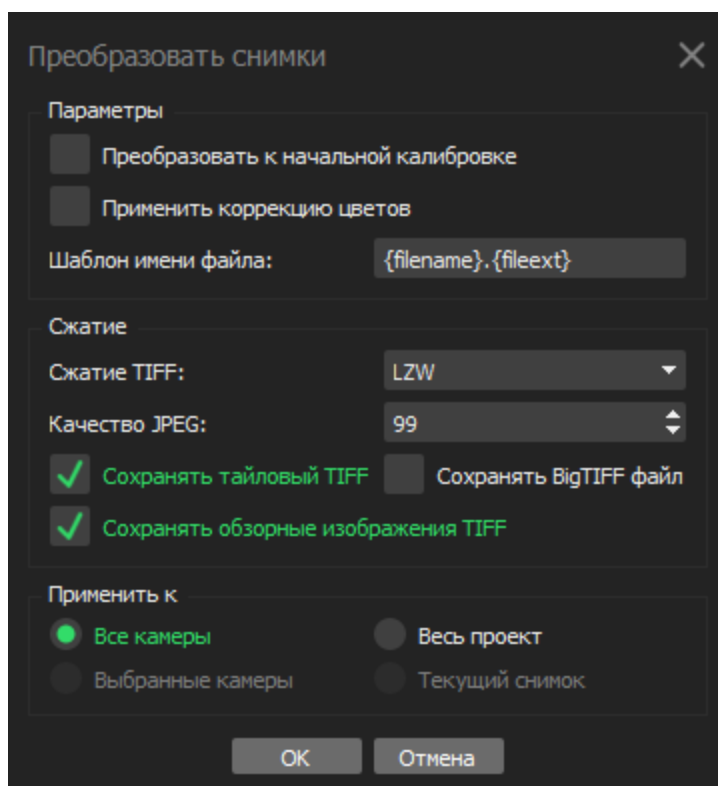 Преобразовать снимки
Параметры
Преобразовать к начальной калибровке
Применить коррекцию цветов
Шаблон имени файла: {filename}.{fileext}
Сжатие
Сжатие TIFF: LZW
Качество JPEG: 99
Сохранять тайловый TIFF Сохранять BigTIFF файл
Сохранять обзорные изображения TIFF
Применить к
Все камеры Весь проект
Выбранные камеры Текущий снимок
OK Отмена